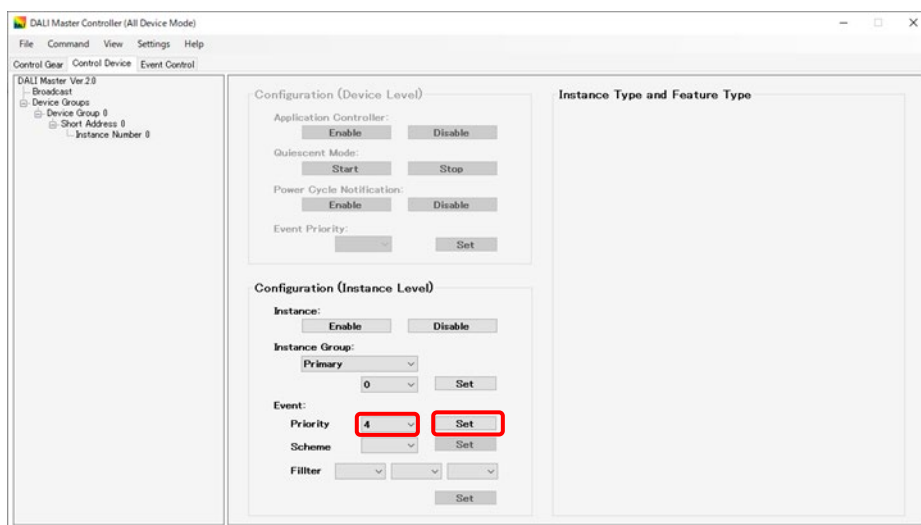 DALI Master Controller (All Device Mode)
File Command View Settings Help
Control Gear Control Device Event Control
DALI Master Ver.2.0
Broadcast
Device Groups
Device Group 0
Short Address 0
Instance Number 0
Configuration (Device Level)
Application Controller:
Enable Disable
Quiescent Mode:
Start Stop
Power Cycle Notification:
Enable Disable
Event Priority:
Set
Configuration (Instance Level)
Instance:
Enable Disable
Instance Group:
Primary
0 Set
Event:
Priority 4 Set
Scheme Set
Fillter
Set
Instance Type and Feature Type